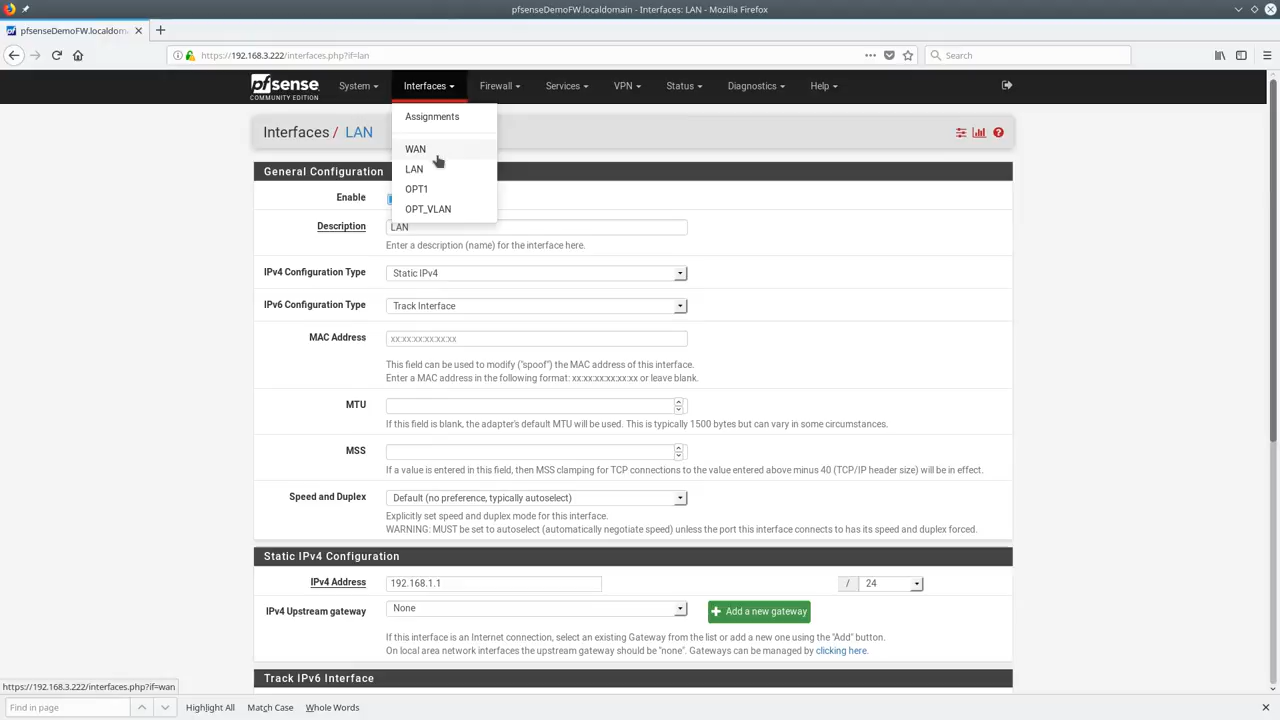 pfsenseDemoFW.localdomain - Interfaces: LAN - Mozilla Firefox
pfsenseDemoFW.localdom
https://192.168.3.222/interfaces.php?if=lan
Search
pfsense
COMMUNITY EDITION
System
Interfaces
Firewall
Services
VPN
Status
Diagnostics
Help
Assignments
WAN
LAN
OPT1
OPT_VLAN
Interfaces / LAN
General Configuration
Enable
Description
LAN
Enter a description (name) for the interface here.
IPv4 Configuration Type
Static IPv4
IPv6 Configuration Type
Track Interface
MAC Address
xx:xx:xx:xx:xx:xx
This field can be used to modify ("spoof") the MAC address of this interface.
Enter a MAC address in the following format: xx:xx:xx:xx:xx:xx or leave blank.
MTU
If this field is blank, the adapter's default MTU will be used. This is typically 1500 bytes but can vary in some circumstances.
MSS
If a value is entered in this field, then MSS clamping for TCP connections to the value entered above minus 40 (TCP/IP header size) will be in effect.
Speed and Duplex
Default (no preference, typically autoselect)
Explicitly set speed and duplex mode for this interface.
WARNING: MUST be set to autoselect (automatically negotiate speed) unless the port this interface connects to has its speed and duplex forced.
Static IPv4 Configuration
IPv4 Address
192.168.1.1
/ 24
IPv4 Upstream gateway
None
Add a new gateway
If this interface is an Internet connection, select an existing Gateway from the list or add a new one using the "Add" button.
On local area network interfaces the upstream gateway should be "none". Gateways can be managed by clicking here.
Track IPv6 Interface
https://192.168.3.222/interfaces.php?if=wan
Find in page
Highlight All
Match Case
Whole Words